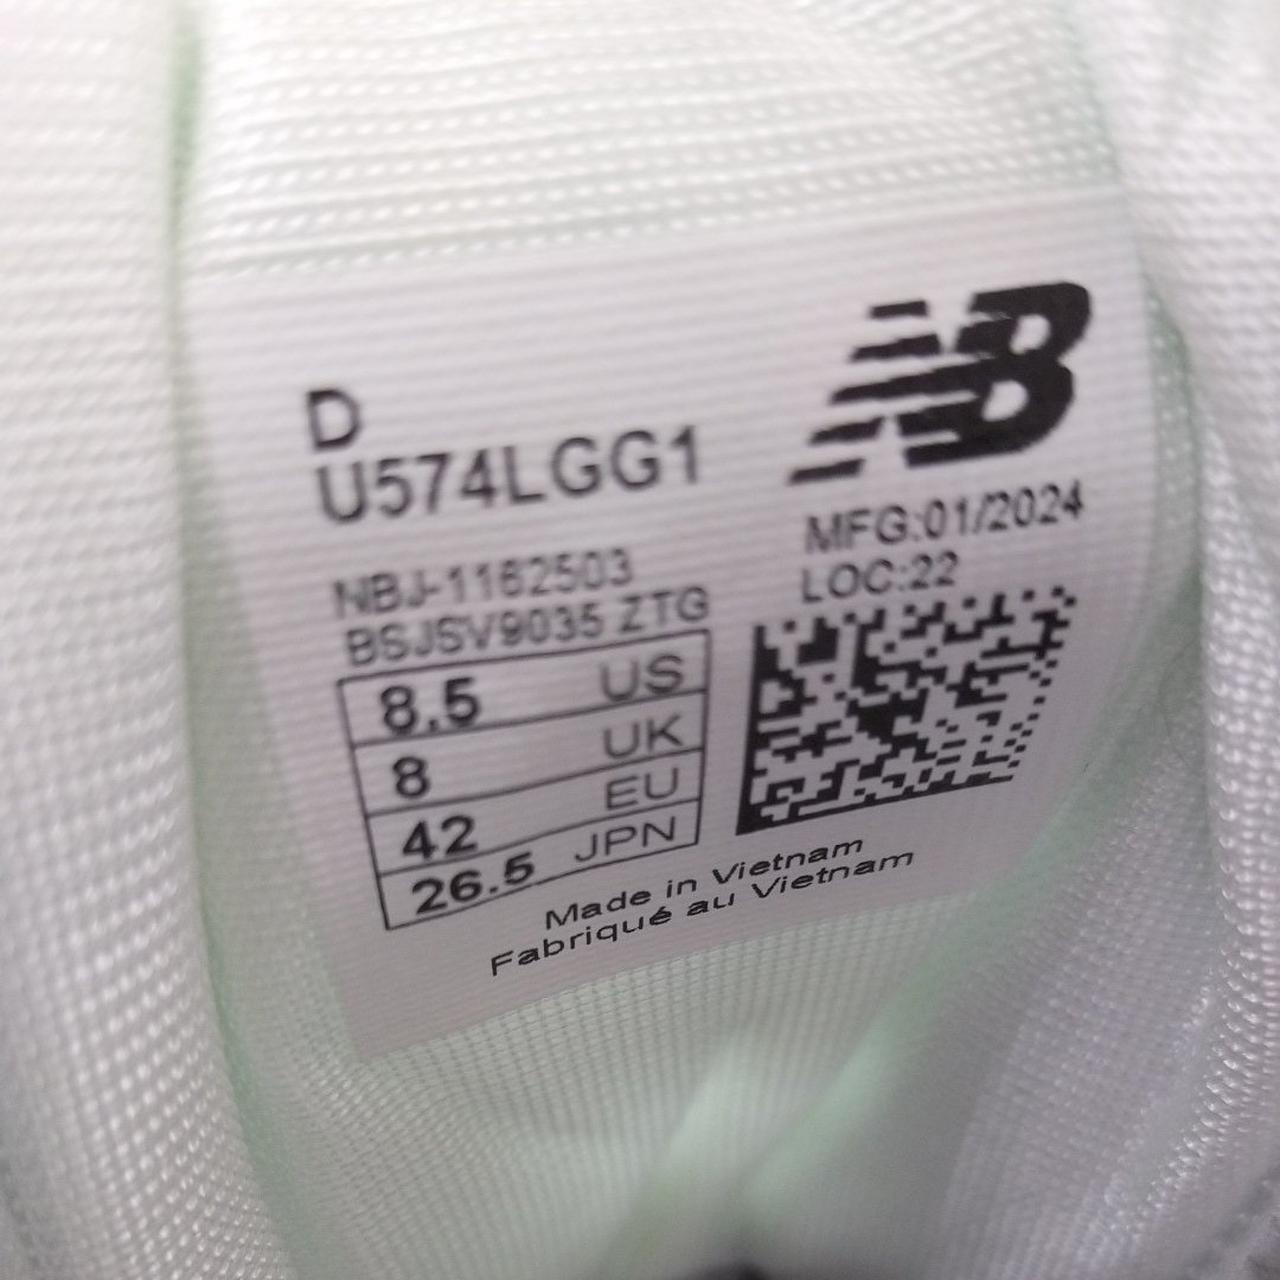 NB
D
U574LGG1
MFG:01/2024
LOC:22
NBJ-1162503
BSJSV9035 ZTG
8.5 US
8 UK
42 EU
26.5 JPN
Made in Vietnam
Fabriqué au Vietnam